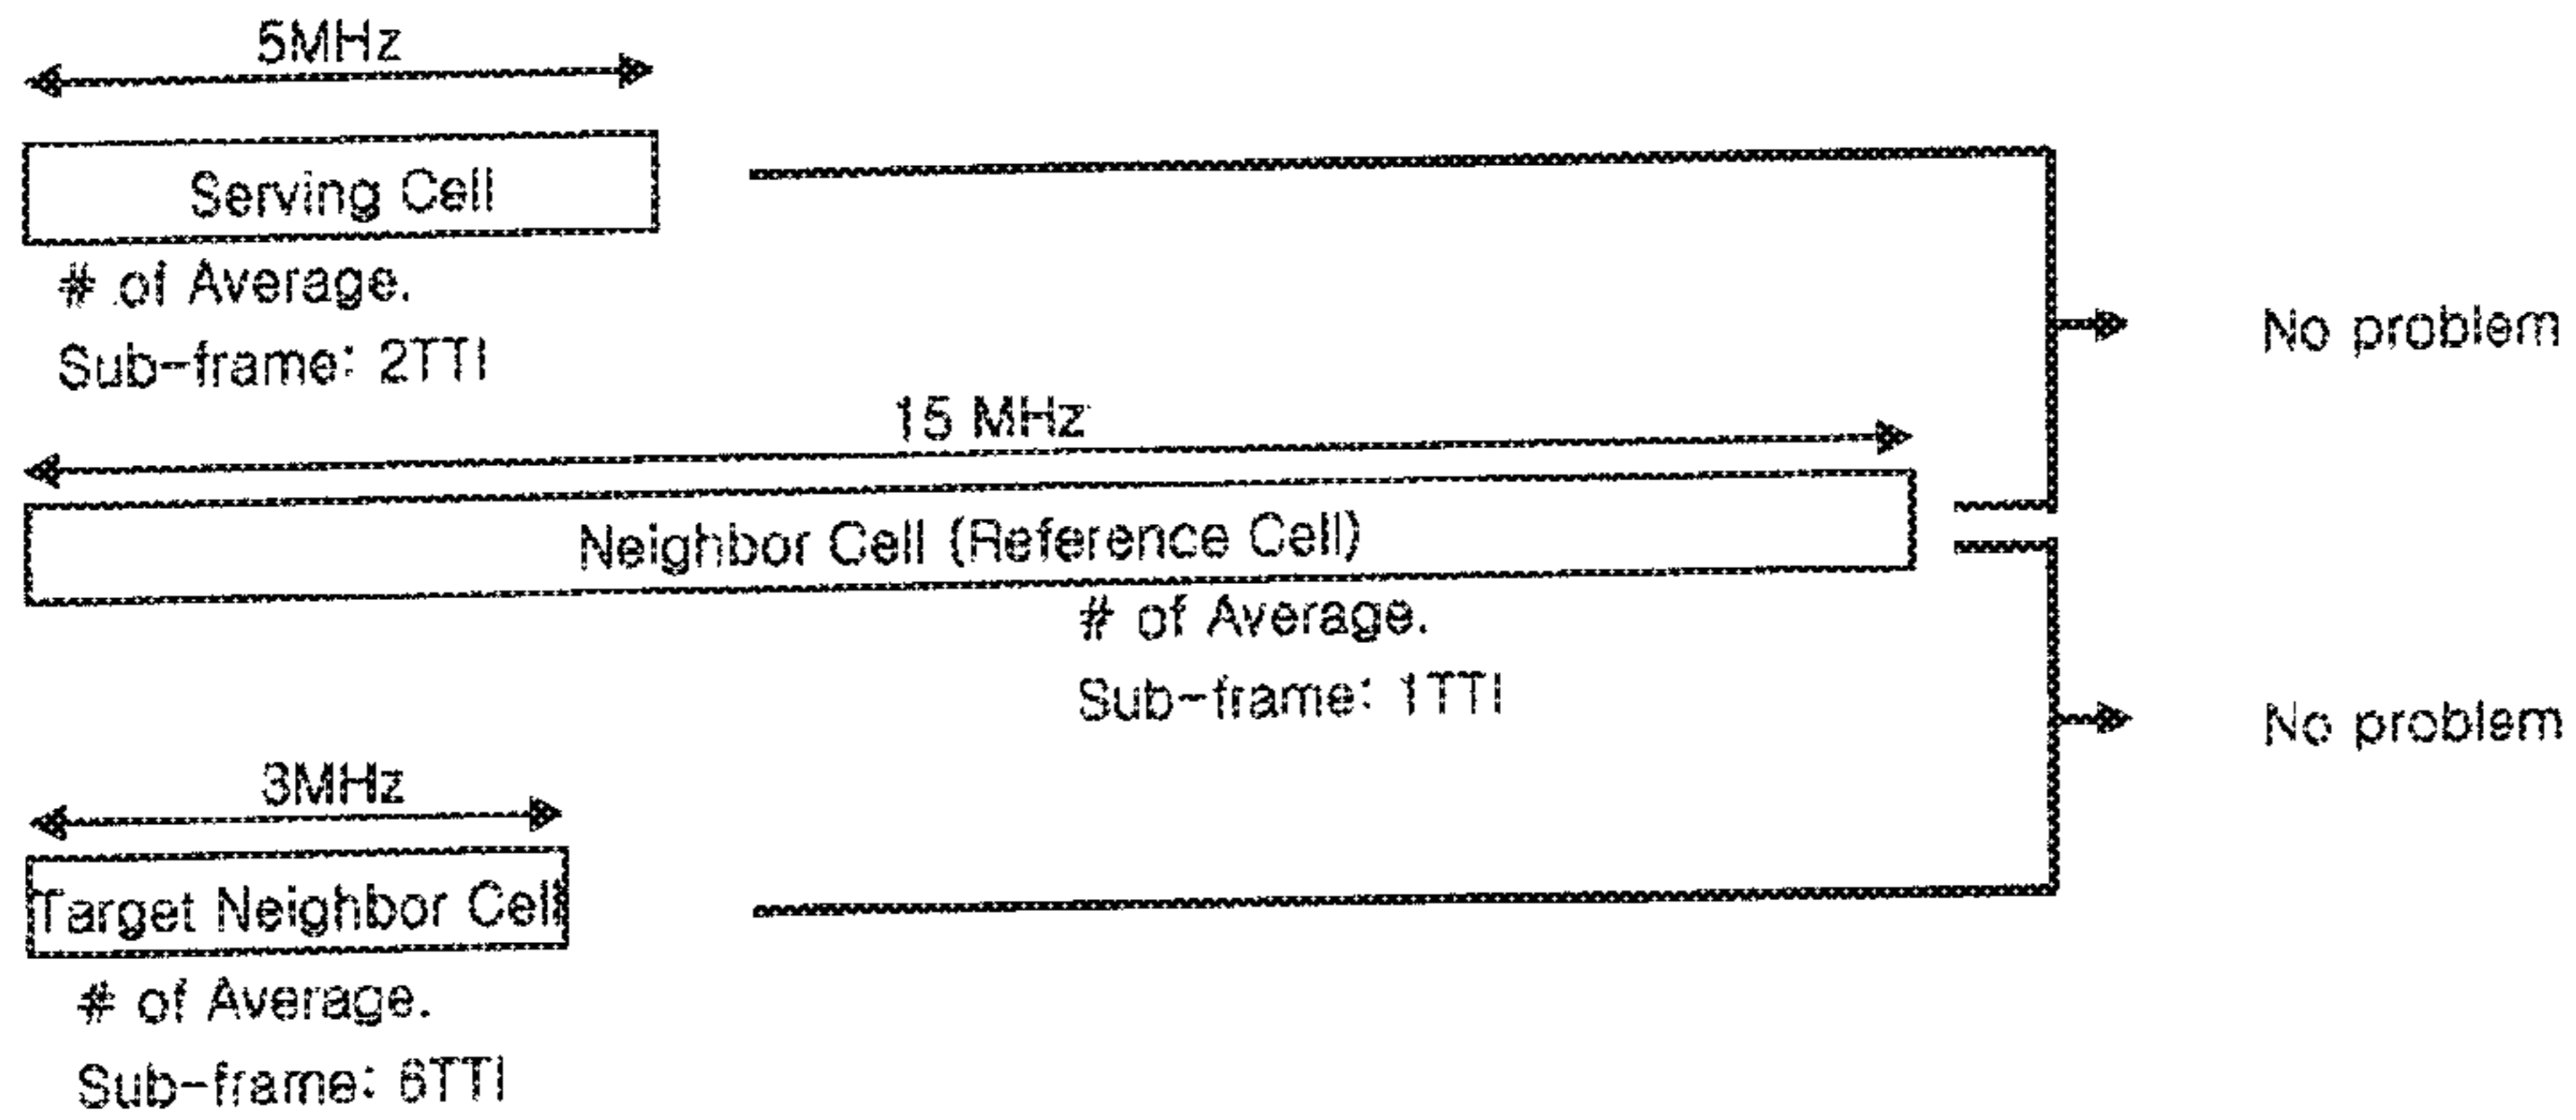 5MHz
Serving Cell
# of Average.
Sub-frame: 2TTI
No problem
15 MHz
Neighbor Cell (Reference Cell)
# of Average.
Sub-frame: 1TTI
No problem
3MHz
Target Neighbor Cell
# of Average.
Sub-frame: 6TTI